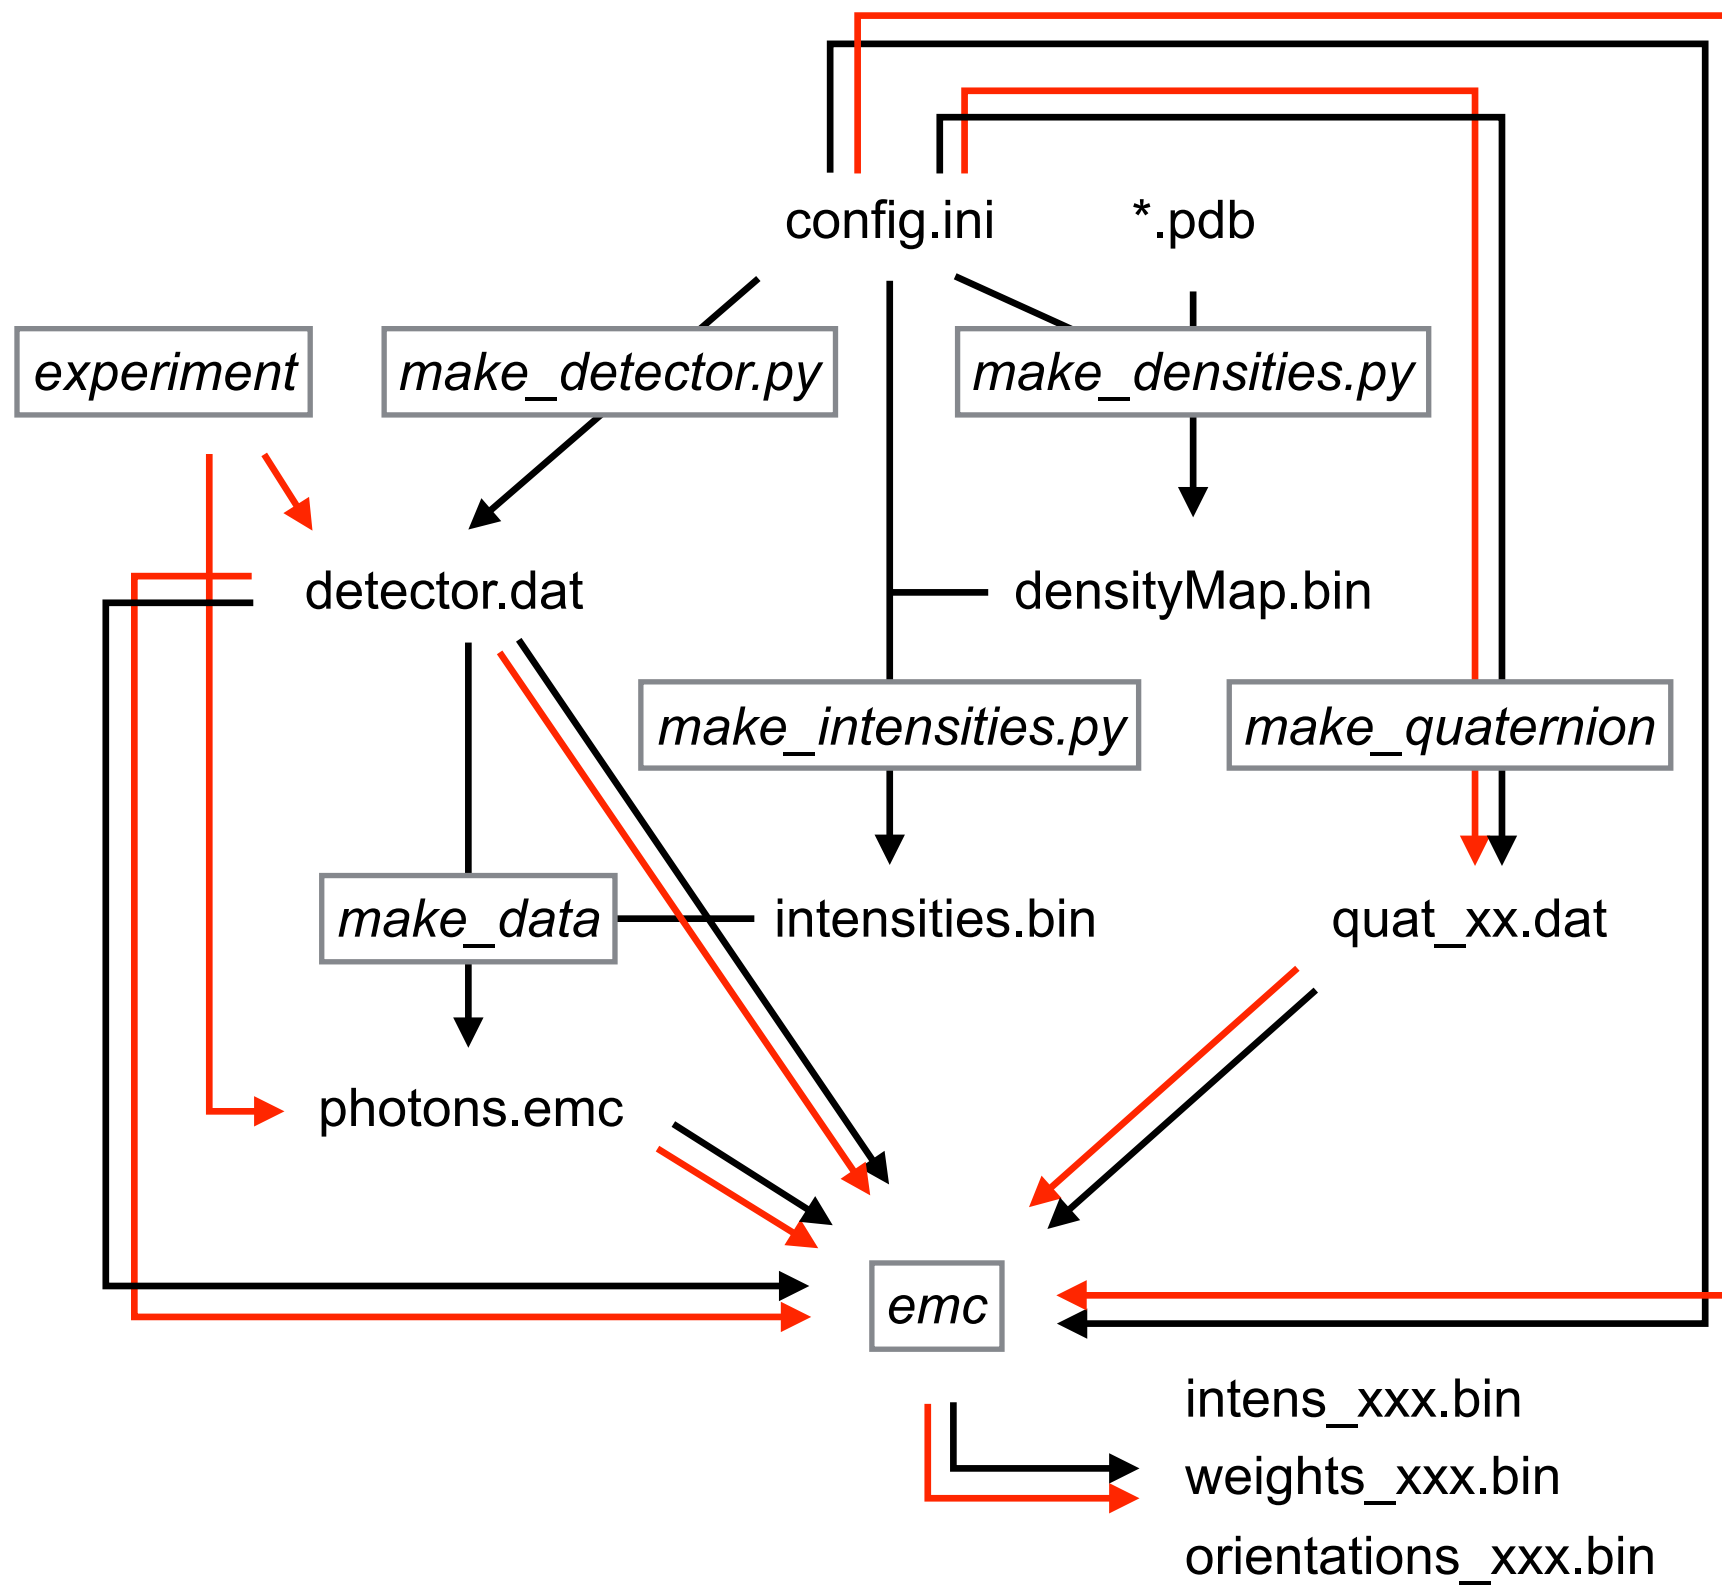 config.ini
*.pdb
experiment
make_detector.py
make_densities.py
detector.dat
densityMap.bin
make_intensities.py
make_quaternion
make_data
intensities.bin
quat_xx.dat
photons.emc
emc
intens_xxx.bin
weights_xxx.bin
orientations_xxx.bin